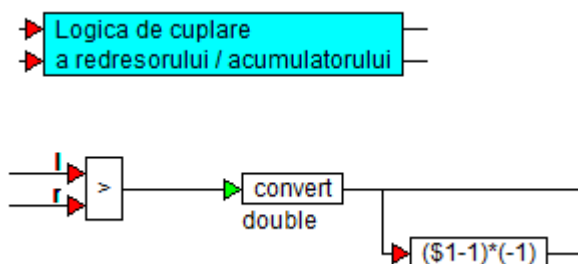 Logica de cuplare
a redresorului / acumulatorului
l
r
>
convert
double
($1-1)*(-1)